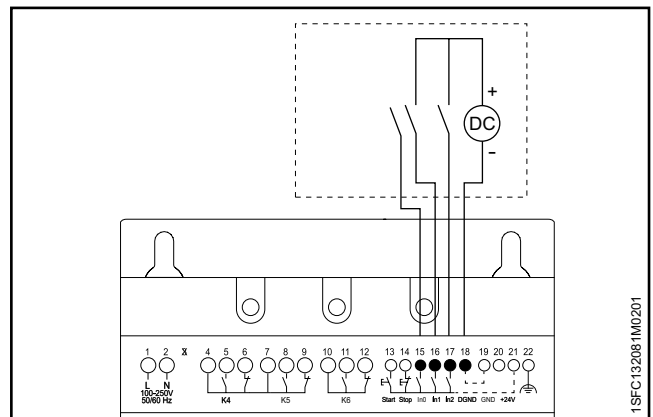 +
DC
-
1 2 4 5 6 7 8 9 10 11 12 13 14 15 16 17 18 19 20 21 22
L N
100-250V
50/60 Hz
K4 K5 K6 Start Stop In0 In1 In2 DGND GND +24V
1SFC132081M0201